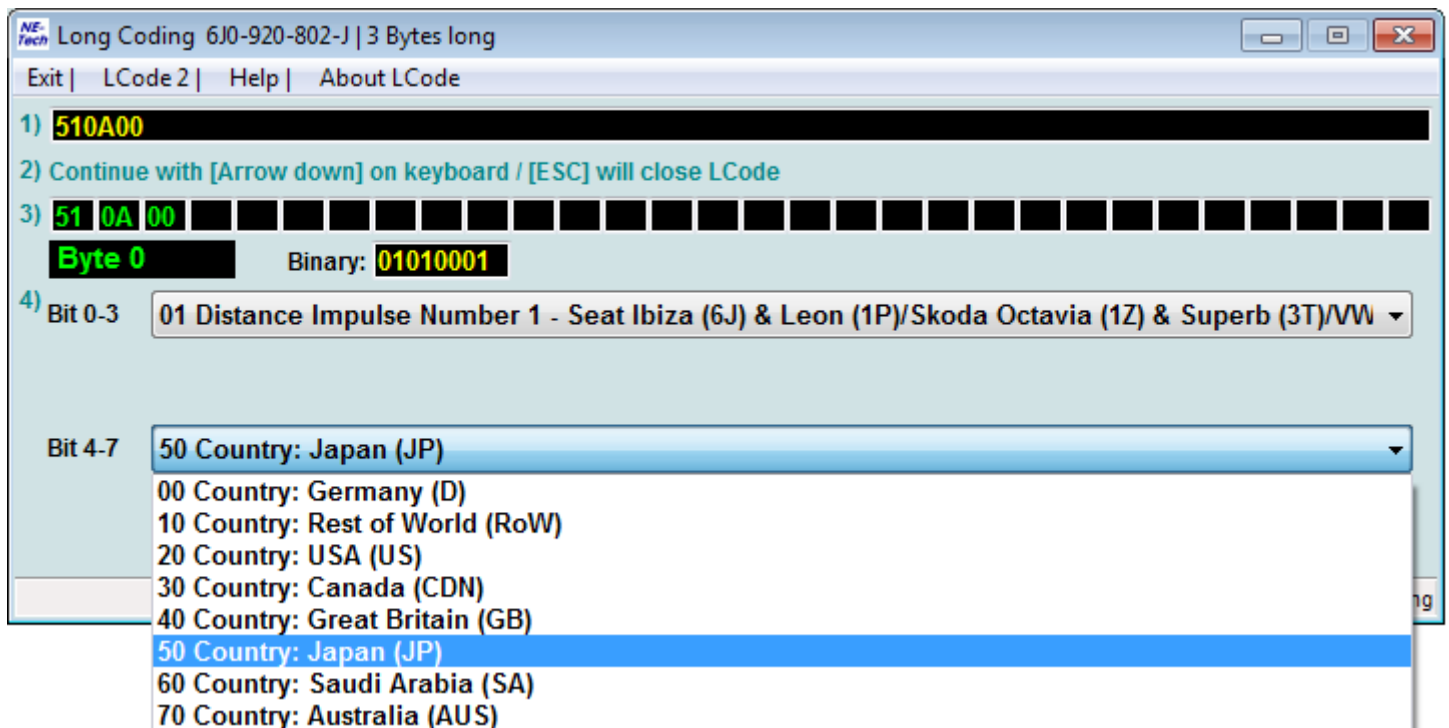 NE-Tech Long Coding 6J0-920-802-J | 3 Bytes long
Exit | LCode 2 | Help | About LCode
1) 510A00
2) Continue with [Arrow down] on keyboard / [ESC] will close LCode
3) 51 0A 00
Byte 0 Binary: 01010001
4) Bit 0-3 01 Distance Impulse Number 1 - Seat Ibiza (6J) & Leon (1P)/Skoda Octavia (1Z) & Superb (3T)/VW
Bit 4-7 50 Country: Japan (JP)
00 Country: Germany (D)
10 Country: Rest of World (RoW)
20 Country: USA (US)
30 Country: Canada (CDN)
40 Country: Great Britain (GB)
50 Country: Japan (JP)
60 Country: Saudi Arabia (SA)
70 Country: Australia (AUS)